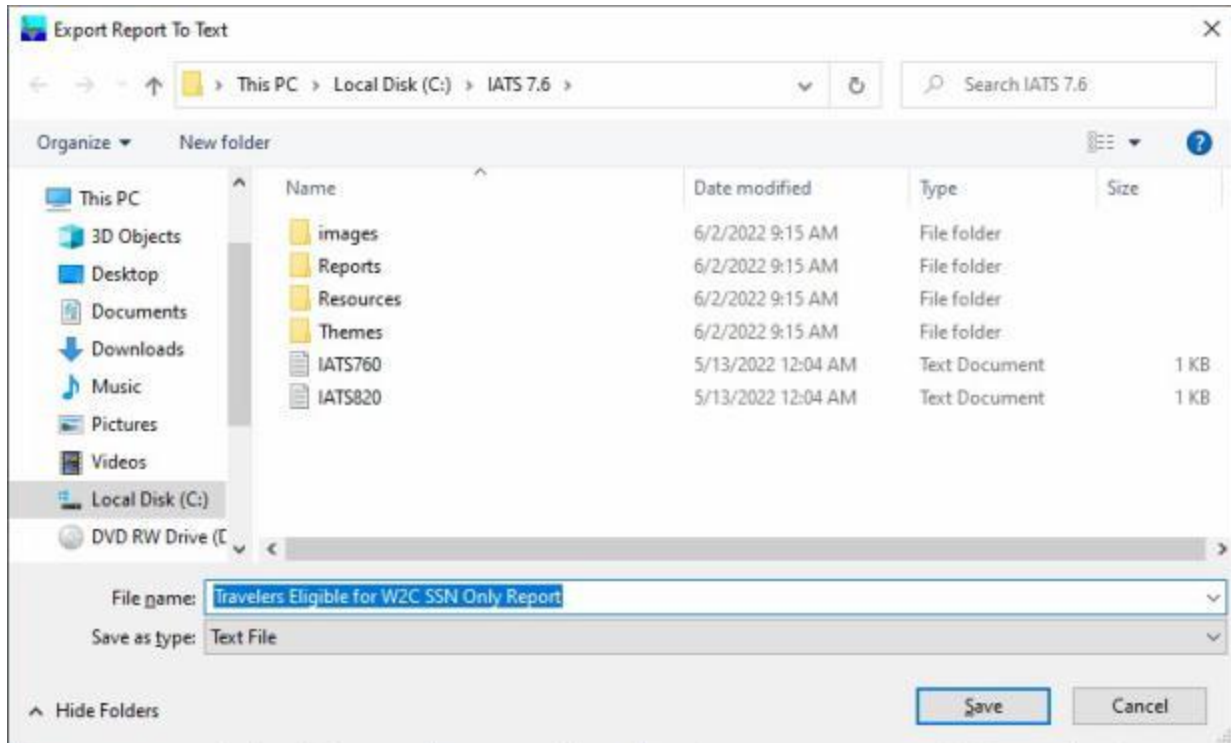 Export Report To Text
This PC > Local Disk (C:) > IATS 7.6 >
Search IATS 7.6
Organize
New folder
Name Date modified Type Size
This PC
3D Objects
Desktop
Documents
Downloads
Music
Pictures
Videos
Local Disk (C:)
DVD RW Drive (D
images 6/2/2022 9:15 AM File folder
Reports 6/2/2022 9:15 AM File folder
Resources 6/2/2022 9:15 AM File folder
Themes 6/2/2022 9:15 AM File folder
IATS760 5/13/2022 12:04 AM Text Document 1 KB
IATS820 5/13/2022 12:04 AM Text Document 1 KB
File name: Travelers Eligible for W2C SSN Only Report
Save as type: Text File
Hide Folders
Save
Cancel